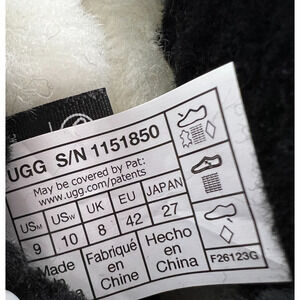 UGG S/N 1151850
May be covered by Pat:
www.ugg.com/patents
USM USW UK EU JAPAN
9 10 8 42 27
Made Fabriqué Hecho
in en en
China Chine China
F26123G